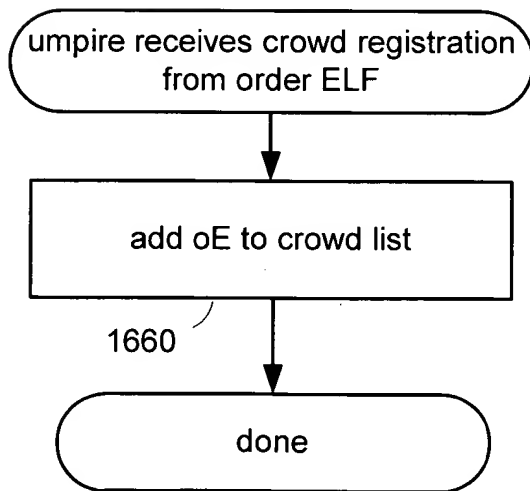 umpire receives crowd registration
from order ELF
add oE to crowd list
1660
done